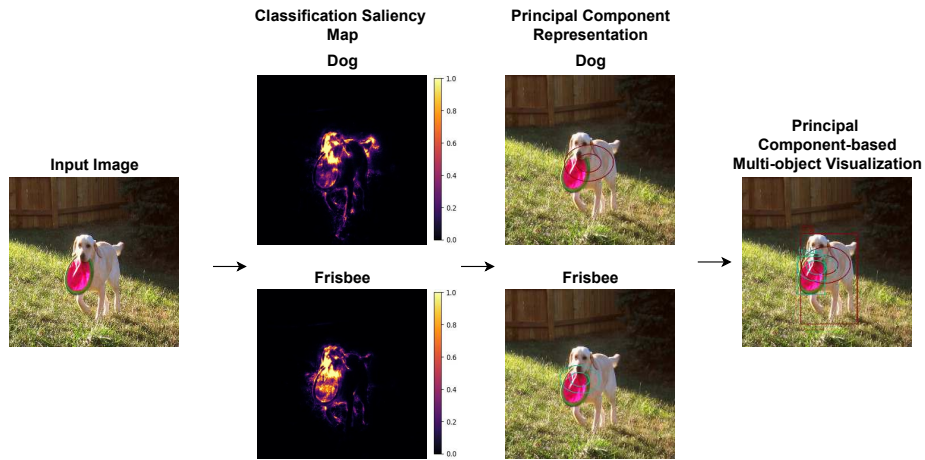 Classification Saliency
Map
Dog
1.0
0.8
0.6
0.4
0.2
0.0
Principal Component
Representation
Dog
Input Image
Principal
Component-based
Multi-object Visualization
Frisbee
1.0
0.8
0.6
0.4
0.2
0.0
Frisbee